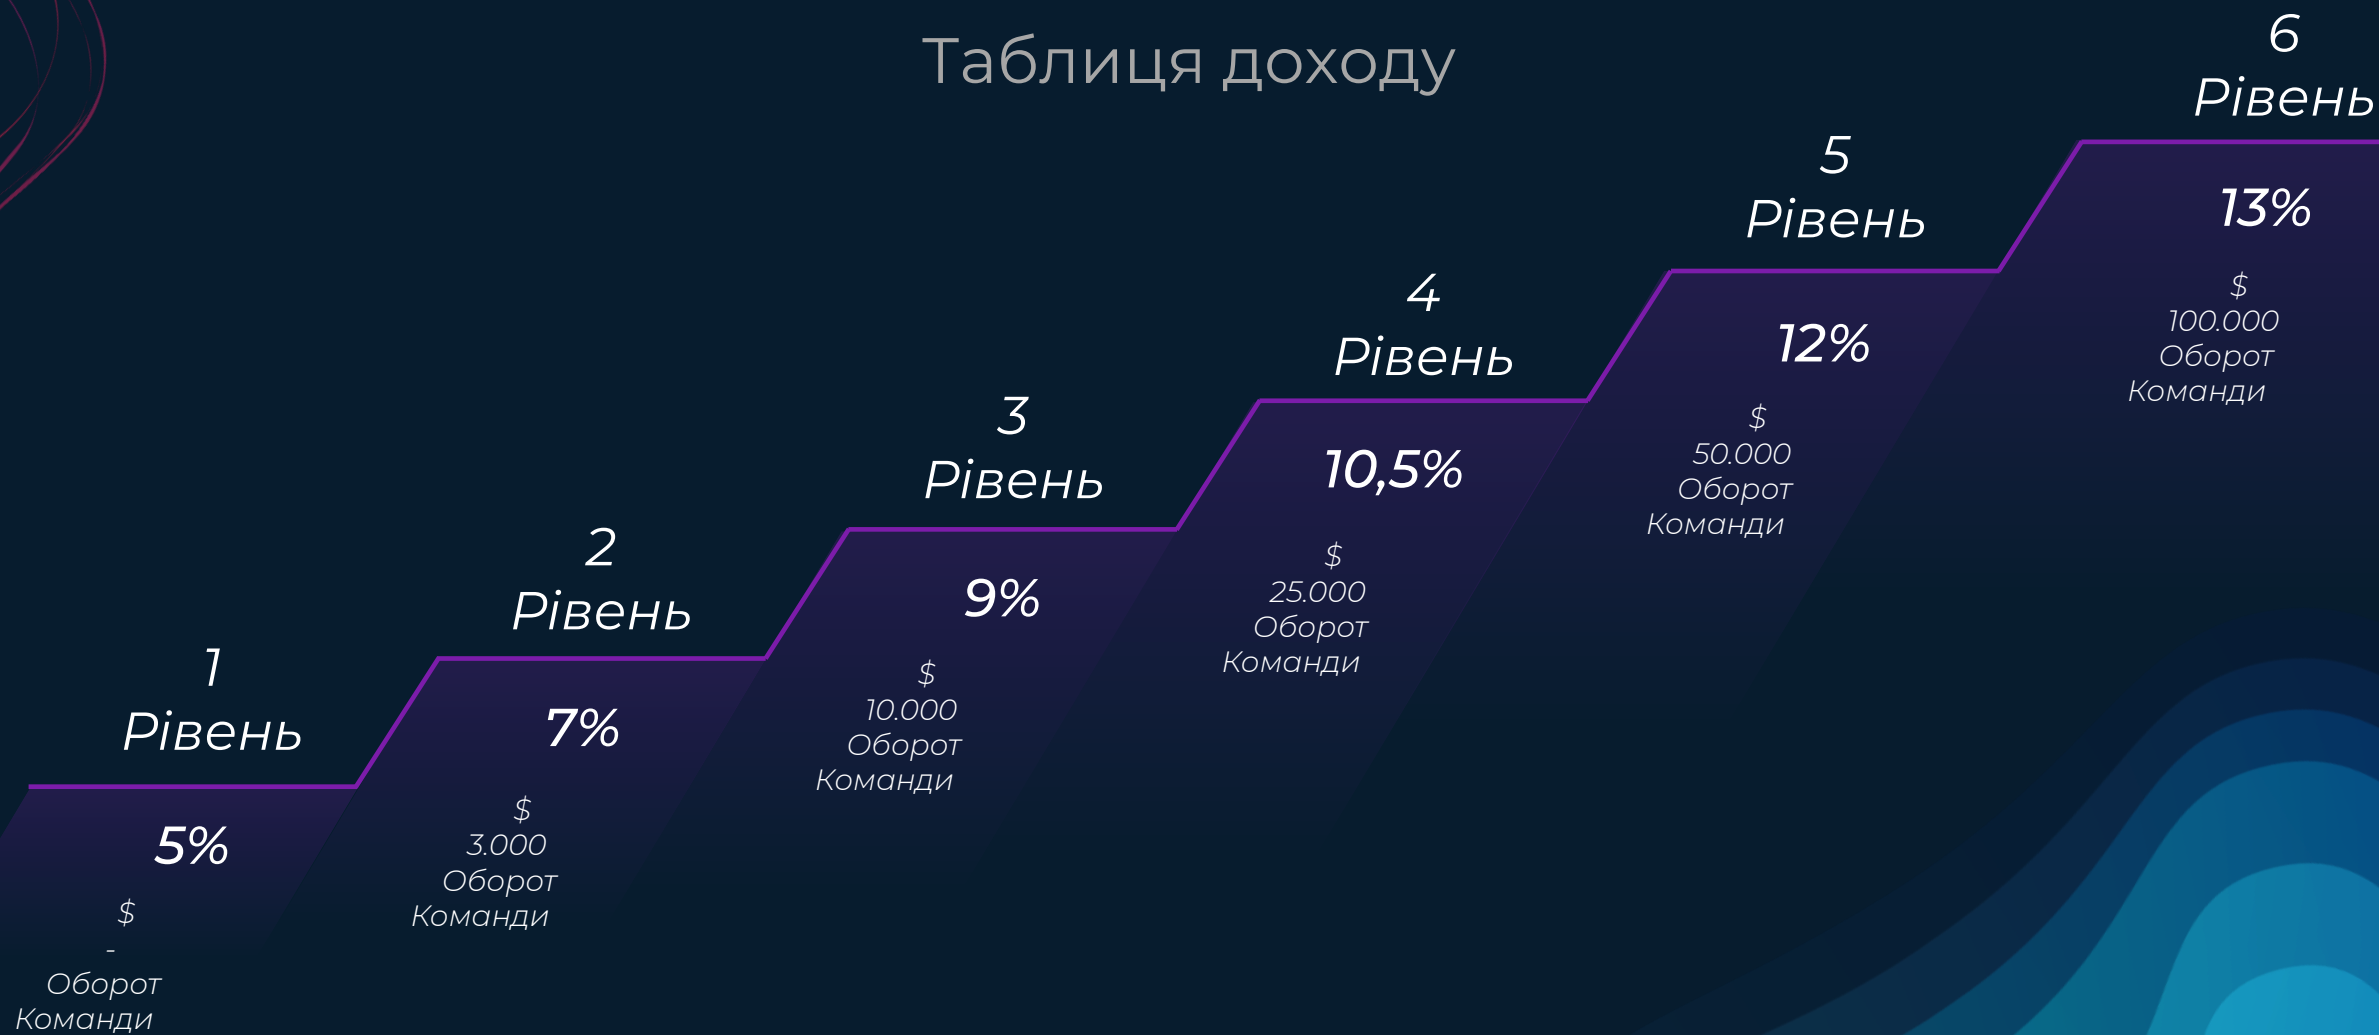 Таблиця доходу
1
Рівень
5%
$
-
Оборот
Команди
2
Рівень
7%
$
3.000
Оборот
Команди
3
Рівень
9%
$
10.000
Оборот
Команди
4
Рівень
10,5%
$
25.000
Оборот
Команди
5
Рівень
12%
$
50.000
Оборот
Команди
6
Рівень
13%
$
100.000
Оборот
Команди